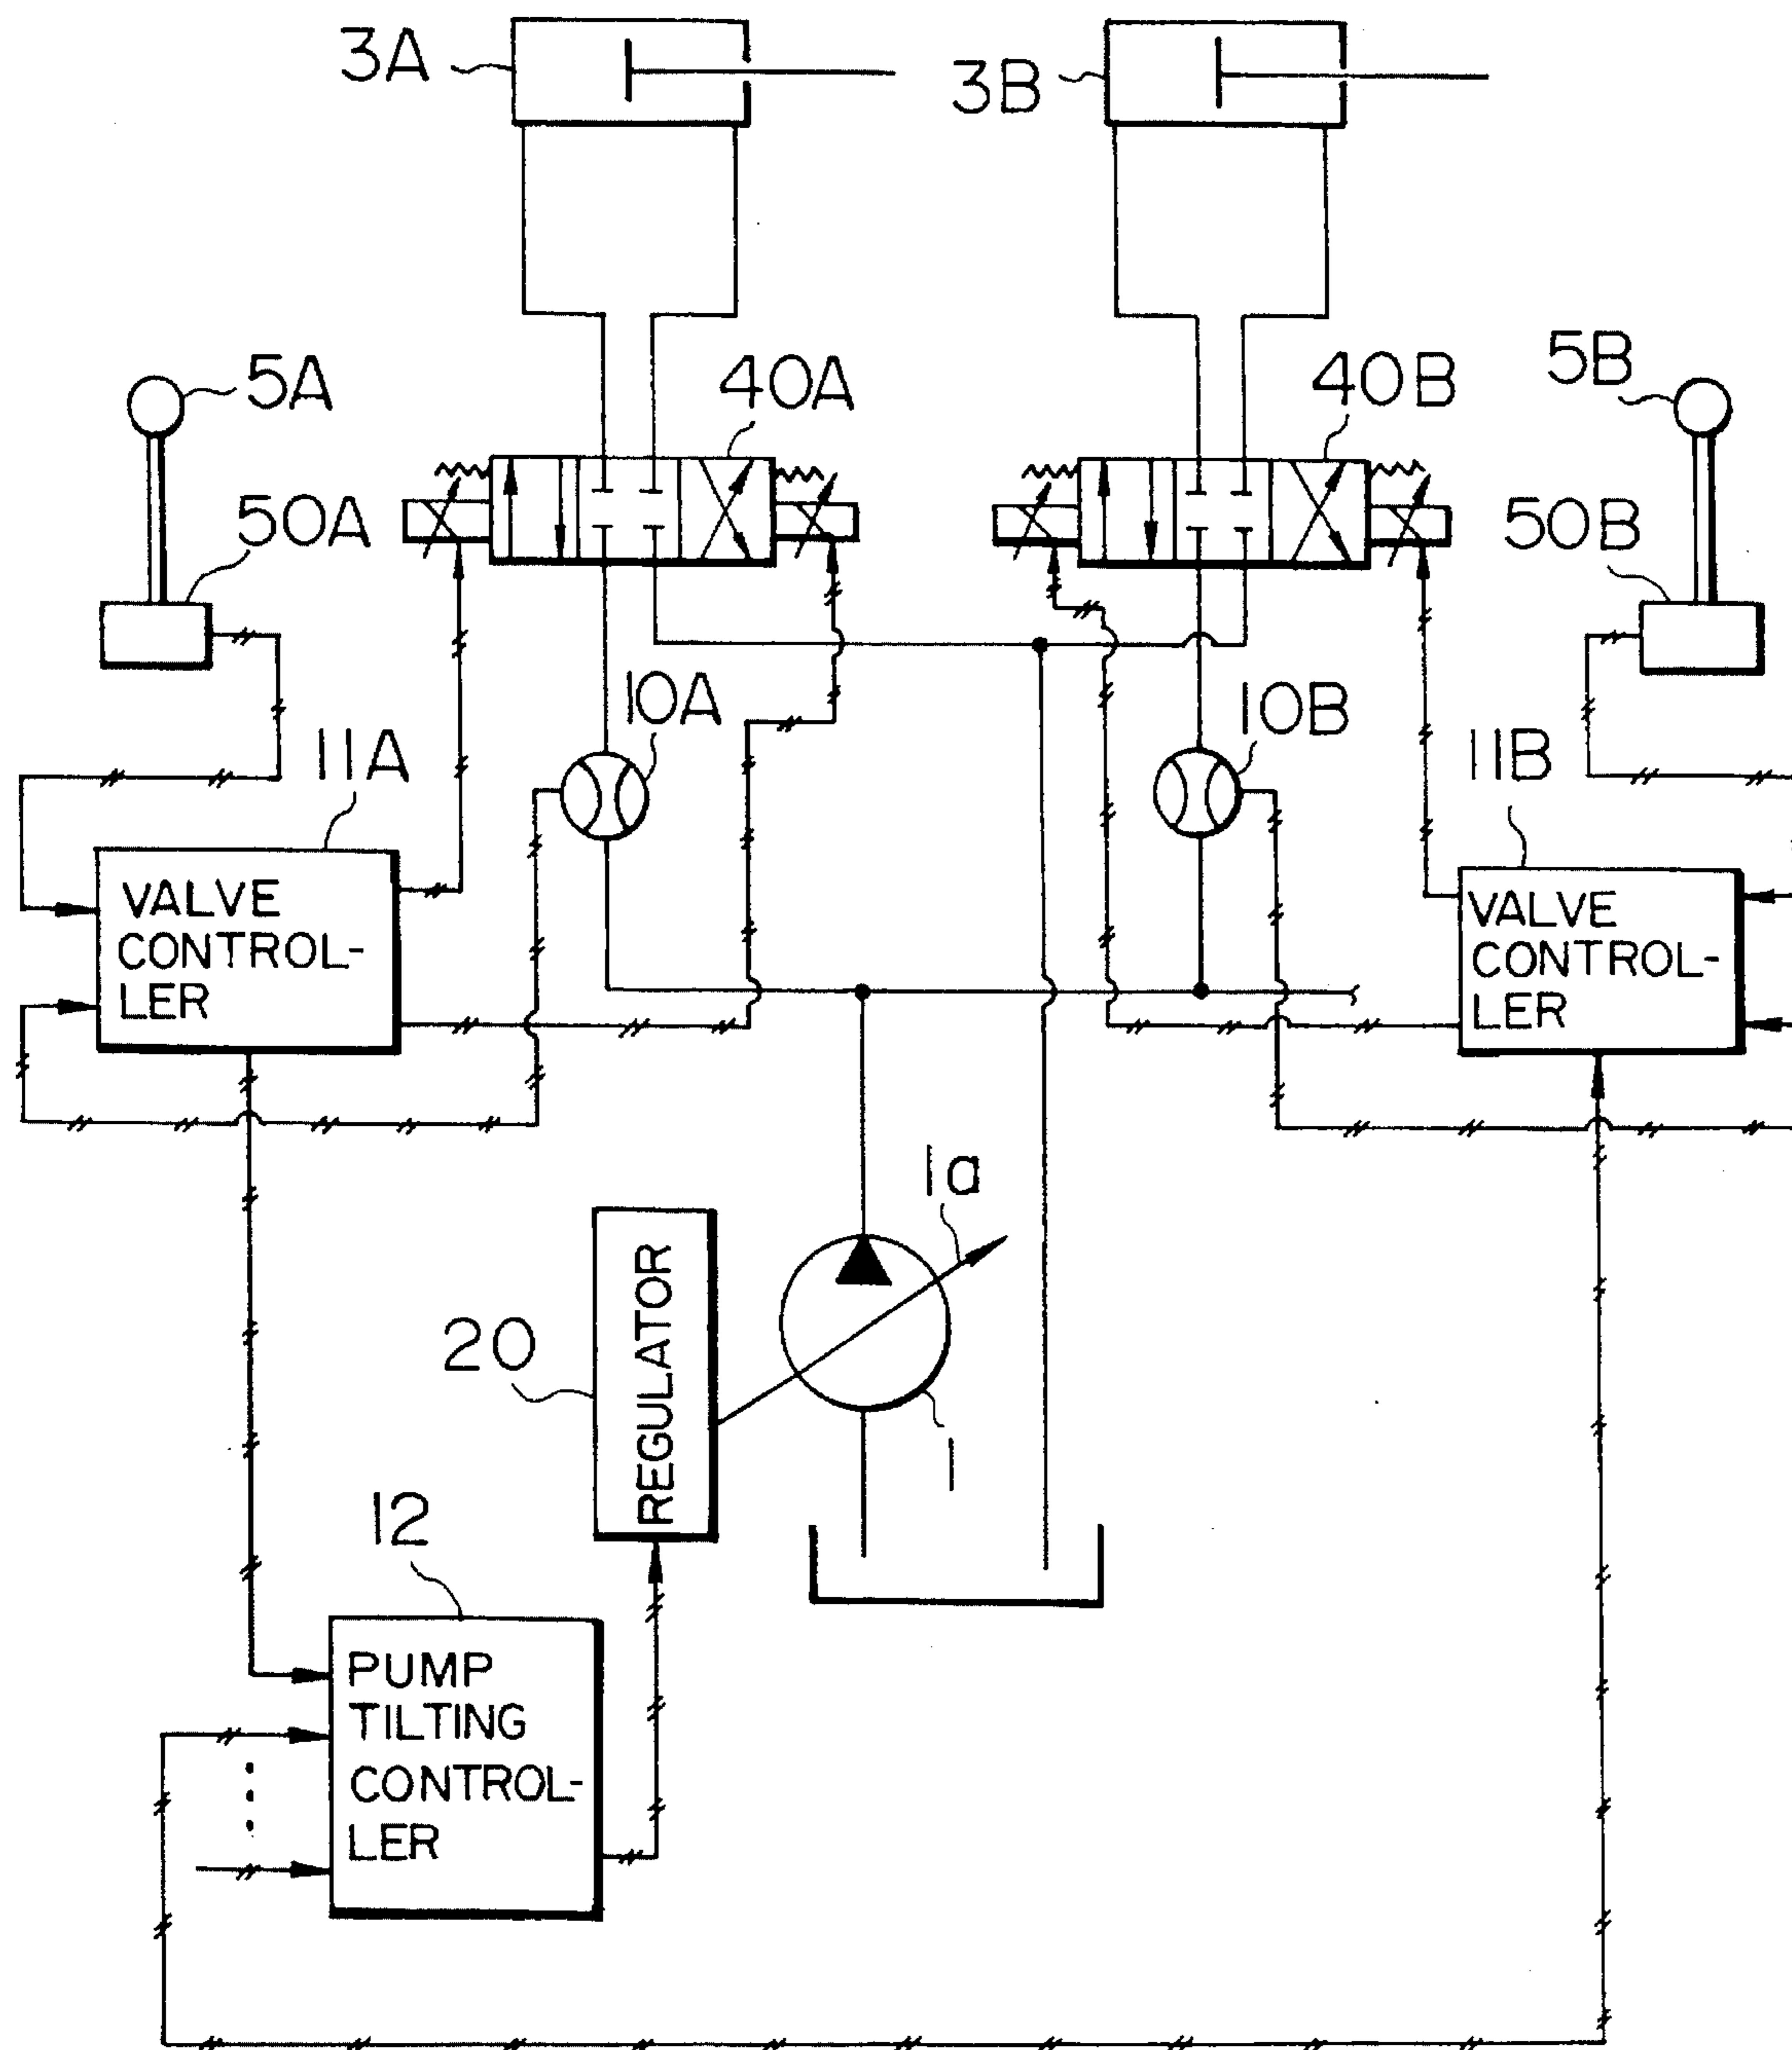 3A
3B
5A
40A
40B
5B
50A
50B
10A
10B
11A
11B
VALVE
CONTROL-
LER
VALVE
CONTROL-
LER
1a
20
REGULATOR
1
12
PUMP
TILTING
CONTROL-
LER